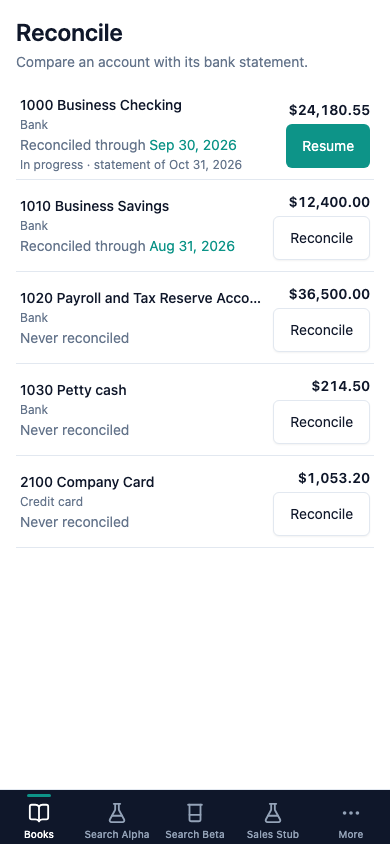 Reconcile
Compare an account with its bank statement.
1000 Business Checking
$24,180.55
Bank
Reconciled through Sep 30, 2026
Resume
In progress · statement of Oct 31, 2026
1010 Business Savings
$12,400.00
Bank
Reconciled through Aug 31, 2026
Reconcile
1020 Payroll and Tax Reserve Acco...
$36,500.00
Bank
Never reconciled
Reconcile
1030 Petty cash
$214.50
Bank
Never reconciled
Reconcile
2100 Company Card
$1,053.20
Credit card
Never reconciled
Reconcile
Books
Search Alpha
Search Beta
Sales Stub
More